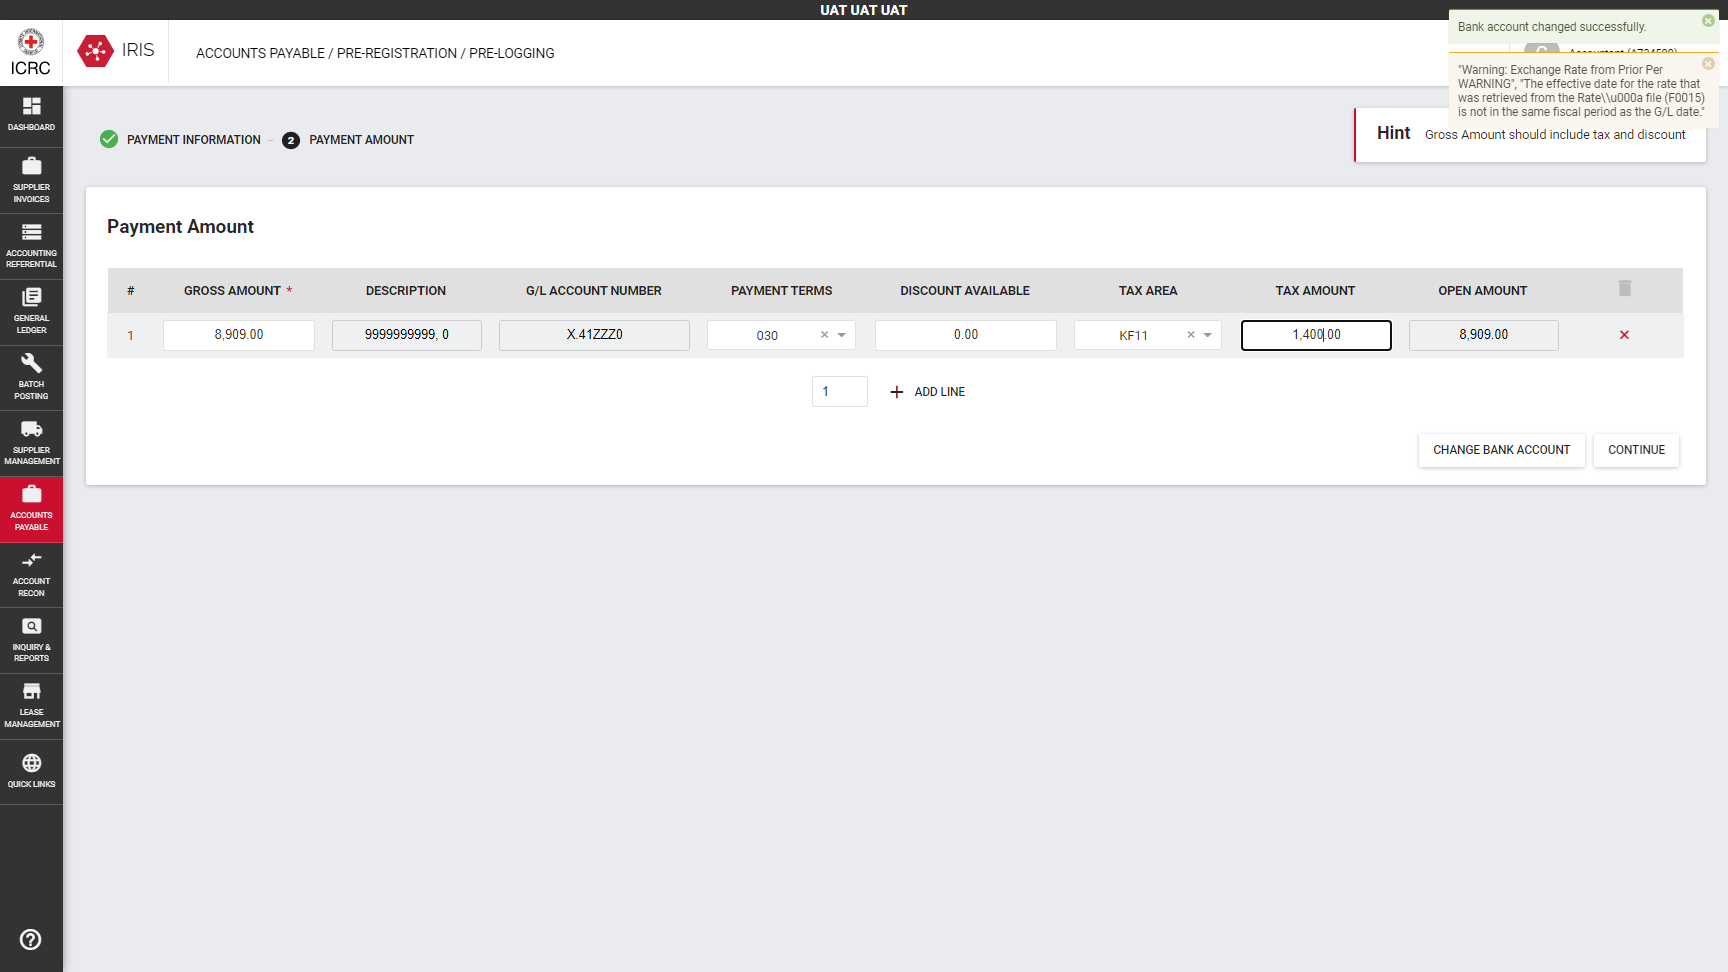 UAT UAT UAT
ICRC
IRIS
ACCOUNTS PAYABLE / PRE-REGISTRATION / PRE-LOGGING
Bank account changed successfully.
"Warning: Exchange Rate from Prior Per
WARNING", "The effective date for the rate that
was retrieved from the Rate\\u000a file (F0015)
is not in the same fiscal period as the G/L date."
Hint
Gross Amount should include tax and discount
DASHBOARD
SUPPLIER
INVOICES
ACCOUNTING
REFERENTIAL
GENERAL
LEDGER
BATCH
POSTING
SUPPLIER
MANAGEMENT
ACCOUNTS
PAYABLE
ACCOUNT
RECON
INQUIRY &
REPORTS
LEASE
MANAGEMENT
QUICK LINKS
PAYMENT INFORMATION – 2 PAYMENT AMOUNT
Payment Amount
# GROSS AMOUNT * DESCRIPTION G/L ACCOUNT NUMBER PAYMENT TERMS DISCOUNT AVAILABLE TAX AREA TAX AMOUNT OPEN AMOUNT
1 8,909.00 9999999999, 0 X.41ZZZ0 030 0.00 KF11 1,400.00 8,909.00
1 ADD LINE
CHANGE BANK ACCOUNT CONTINUE